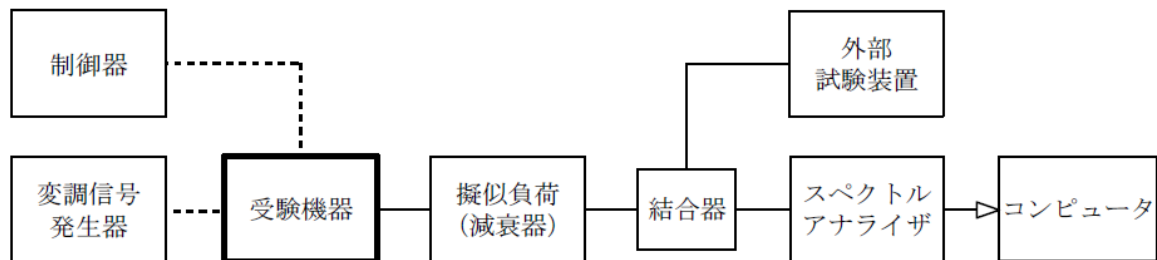 制御器
外部
試験装置
変調信号
発生器
受験機器
擬似負荷
(減衰器)
結合器
スペクトル
アナライザ
コンピュータ